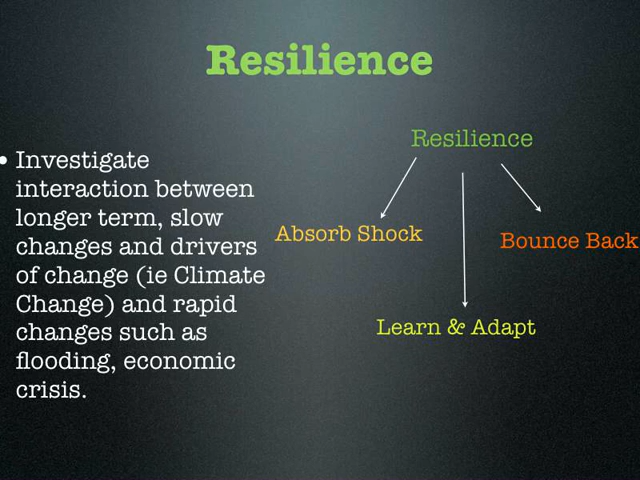 Resilience
• Investigate
interaction between
longer term, slow
changes and drivers
of change (ie Climate
Change) and rapid
changes such as
flooding, economic
crisis.
Resilience
Absorb Shock
Bounce Back
Learn & Adapt